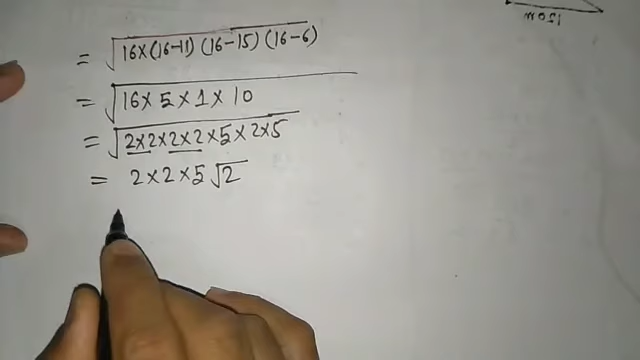 = √16×(16-11) (16-15) (16-6)
= √16 × 5 × 1 × 10
= √2×2×2×2×5×2×5
= 2×2×5√2
150m